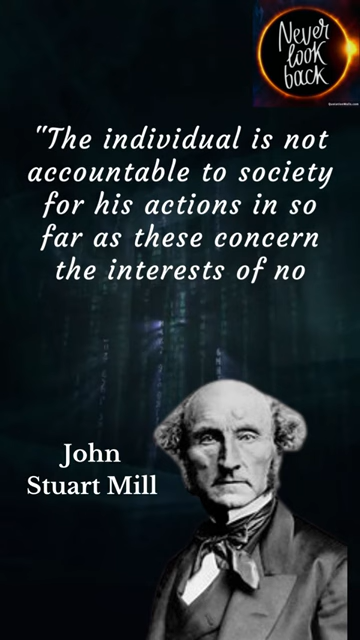 Never
look
back
"The individual is not
accountable to society
for his actions in so
far as these concern
the interests of no
John
Stuart Mill